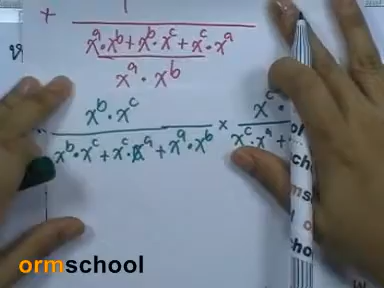 + 1
x^a·x^b+x^b·x^c+x^c·x^a
x^a·x^b
x^b·x^c × x^c·
x^b·x^c+x^c·x^a+x^a·x^b x^c·x^a+
ormschool